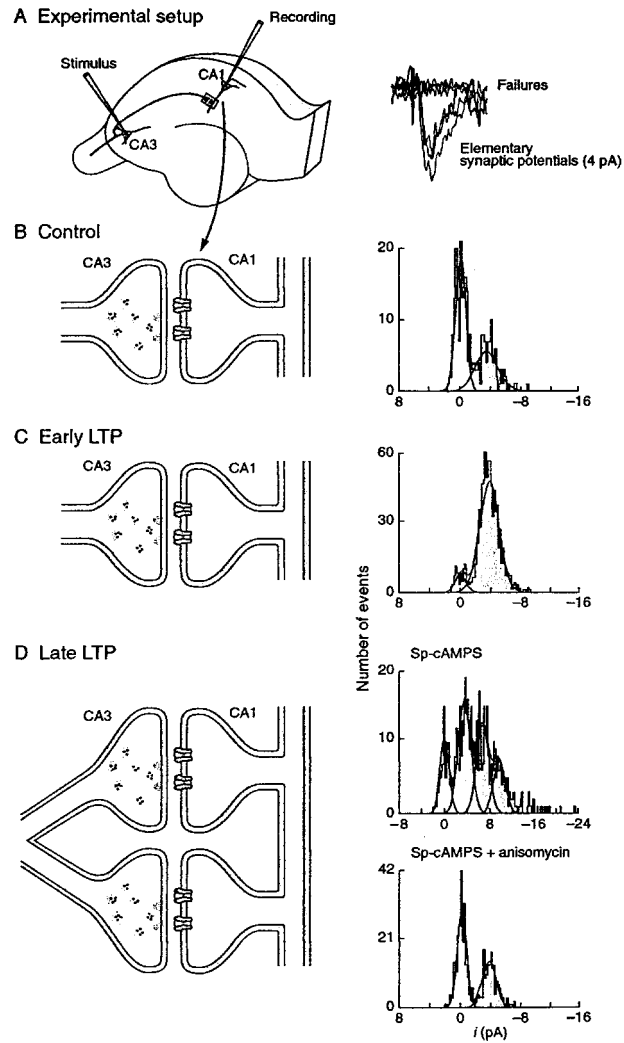 A Experimental setup
Recording
Stimulus
CA1
CA3
Failures
Elementary
synaptic potentials (4 pA)
B Control
CA3
CA1
20
10
0
8
0
−8
−16
C Early LTP
CA3
CA1
60
30
0
8
0
−8
−16
Number of events
D Late LTP
CA3
CA1
Sp-cAMPS
20
10
0
−8
0
8
−16
−24
Sp-cAMPS + anisomycin
42
21
0
8
0
−8
−16
i (pA)